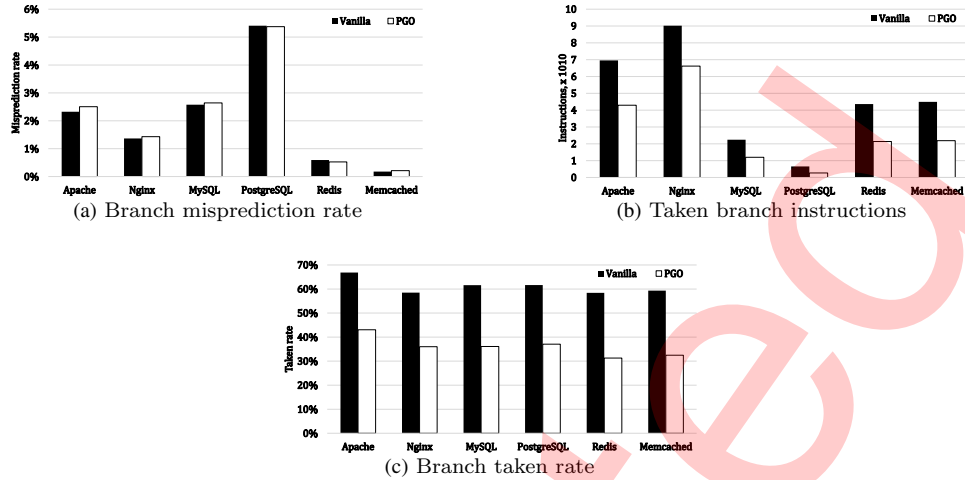 6%
5%
4%
3%
2%
1%
0%
Misprediction rate
Vanilla PGO
Apache Nginx MySQL PostgreSQL Redis Memcached
(a) Branch misprediction rate
10
9
8
7
6
5
4
3
2
1
0
Instructions, x 1010
Vanilla PGO
Apache Nginx MySQL PostgreSQL Redis Memcached
(b) Taken branch instructions
70%
60%
50%
40%
30%
20%
10%
0%
Taken rate
Vanilla PGO
Apache Nginx MySQL PostgreSQL Redis Memcached
(c) Branch taken rate